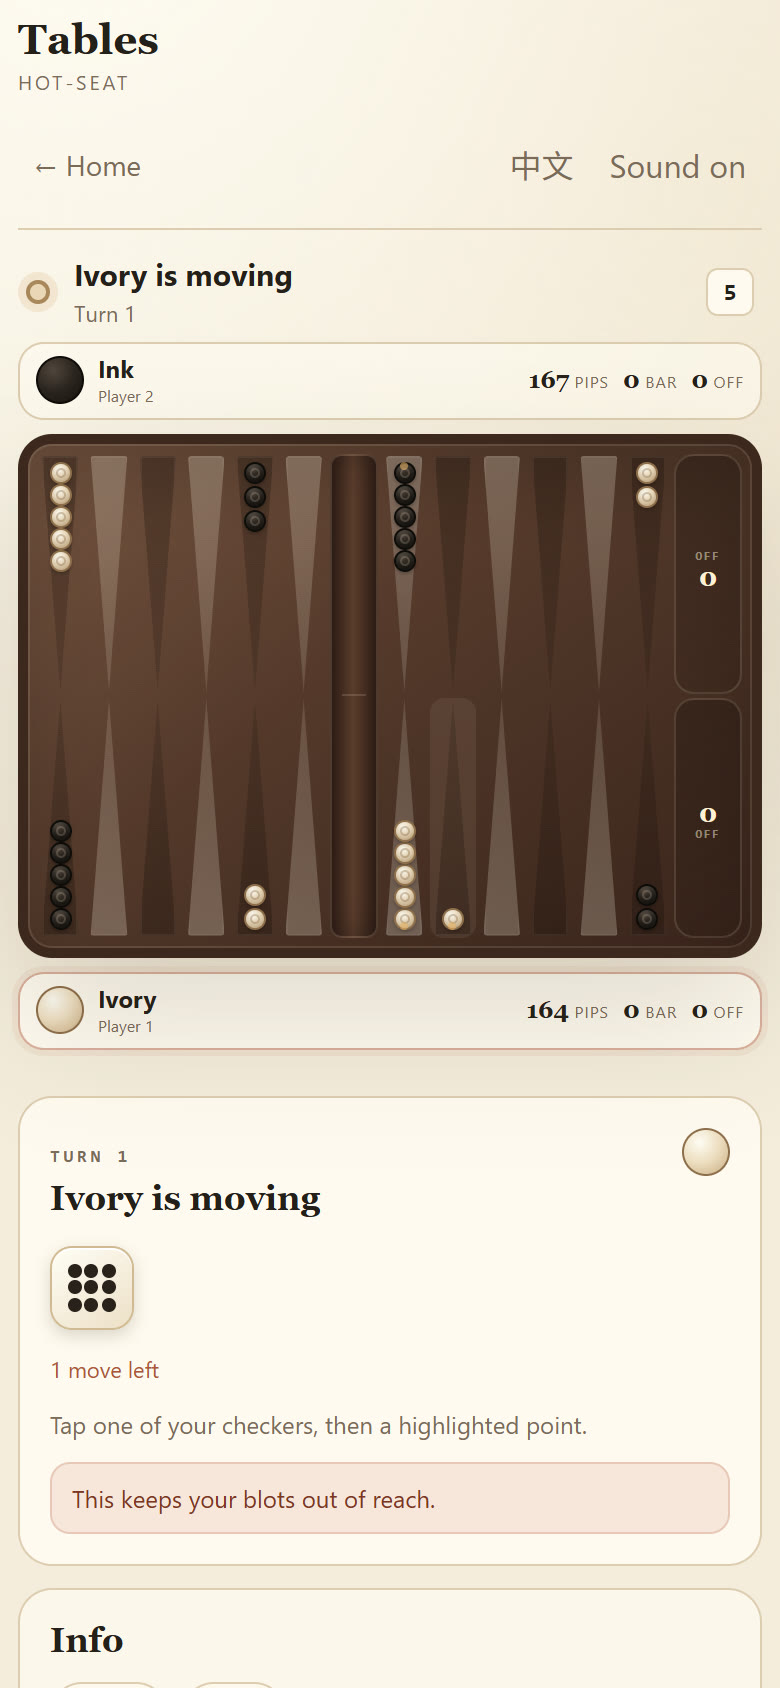 Tables
HOT-SEAT
← Home 中文 Sound on
Ivory is moving
Turn 1
5
Ink
Player 2
167 PIPS 0 BAR 0 OFF
OFF
0
0
OFF
Ivory
Player 1
164 PIPS 0 BAR 0 OFF
TURN 1
Ivory is moving
1 move left
Tap one of your checkers, then a highlighted point.
This keeps your blots out of reach.
Info